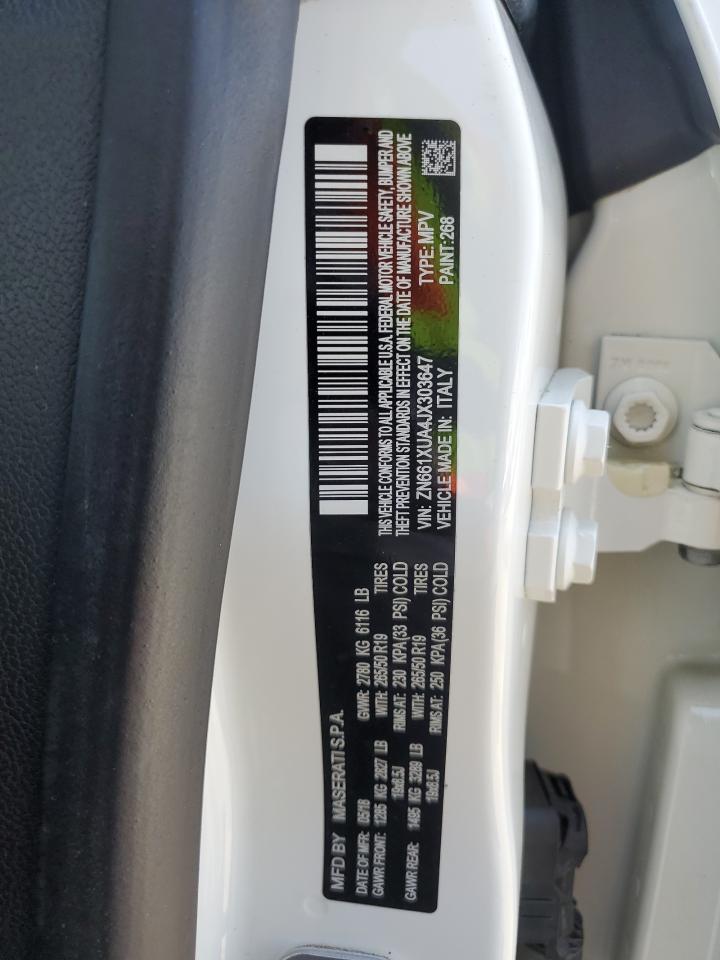 MFD BY MASERATI S.P.A.
DATE OF MFR: 05/18 GVWR: 2780 KG 6116 LB
GAWR FRONT: 1285 KG 2827 LB WITH: 265/50 R19 TIRES
19x8.5J RIMS AT: 230 KPA(33 PSI) COLD
GAWR REAR: 1495 KG 3289 LB WITH: 265/50 R19 TIRES
19x8.5J RIMS AT: 250 KPA(36 PSI) COLD
THIS VEHICLE CONFORMS TO ALL APPLICABLE U.S.A. FEDERAL MOTOR VEHICLE SAFETY, BUMPER AND
THEFT PREVENTION STANDARDS IN EFFECT ON THE DATE OF MANUFACTURE SHOWN ABOVE
VIN: ZN661XUA4JX303647 TYPE: MPV
VEHICLE MADE IN: ITALY PAINT:268